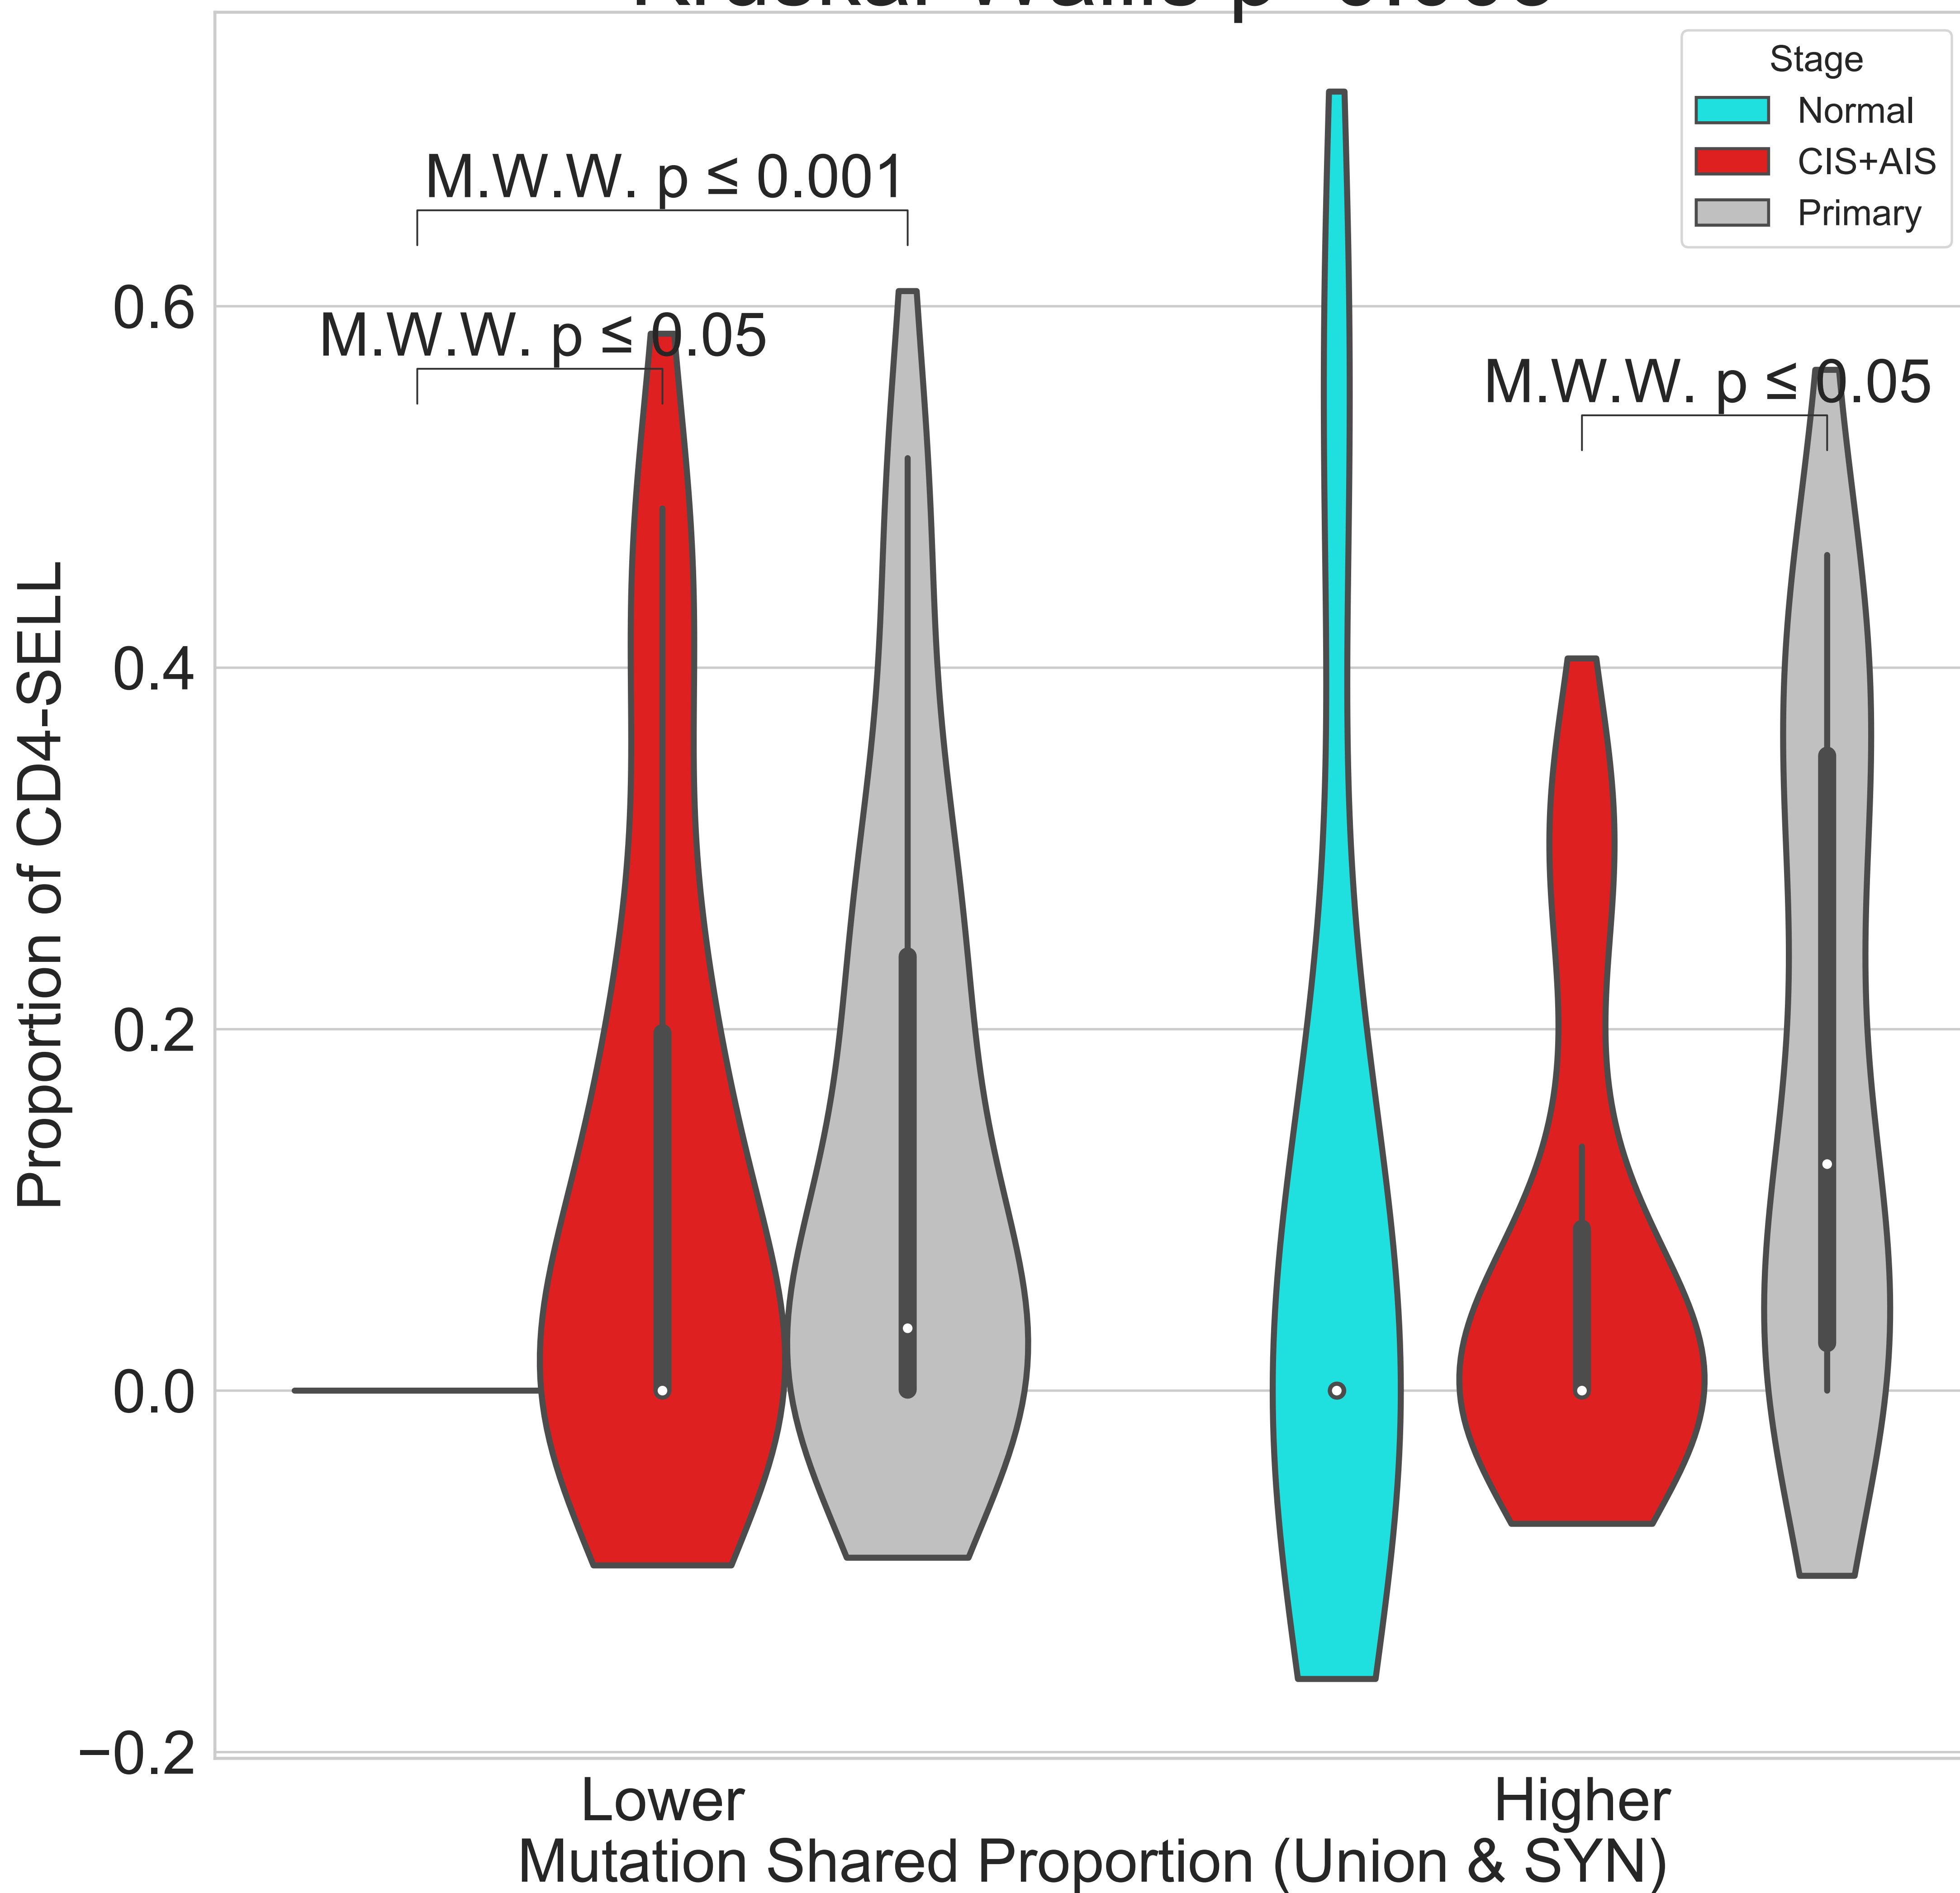 Stage
Normal
CIS+AIS
Primary
M.W.W. p ≤ 0.001
M.W.W. p ≤ 0.05
M.W.W. p ≤ 0.05
0.6
0.4
0.2
0.0
−0.2
Proportion of CD4-SELL
Lower
Higher
Mutation Shared Proportion (Union & SYN)